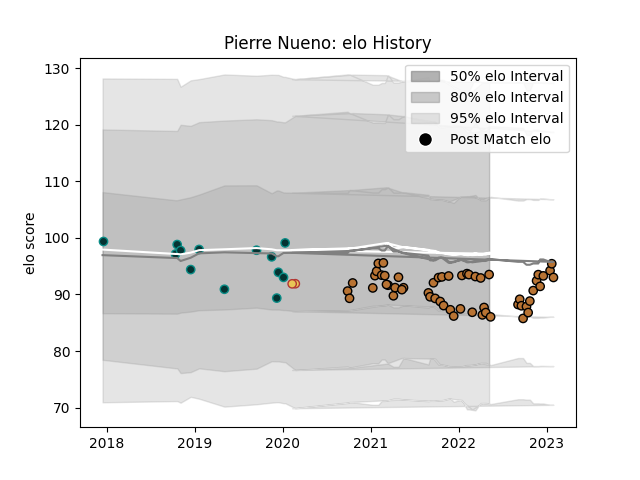 Pierre Nueno: elo History
50% elo Interval
80% elo Interval
95% elo Interval
Post Match elo
elo score
130
120
110
100
90
80
70
2018 2019 2020 2021 2022 2023